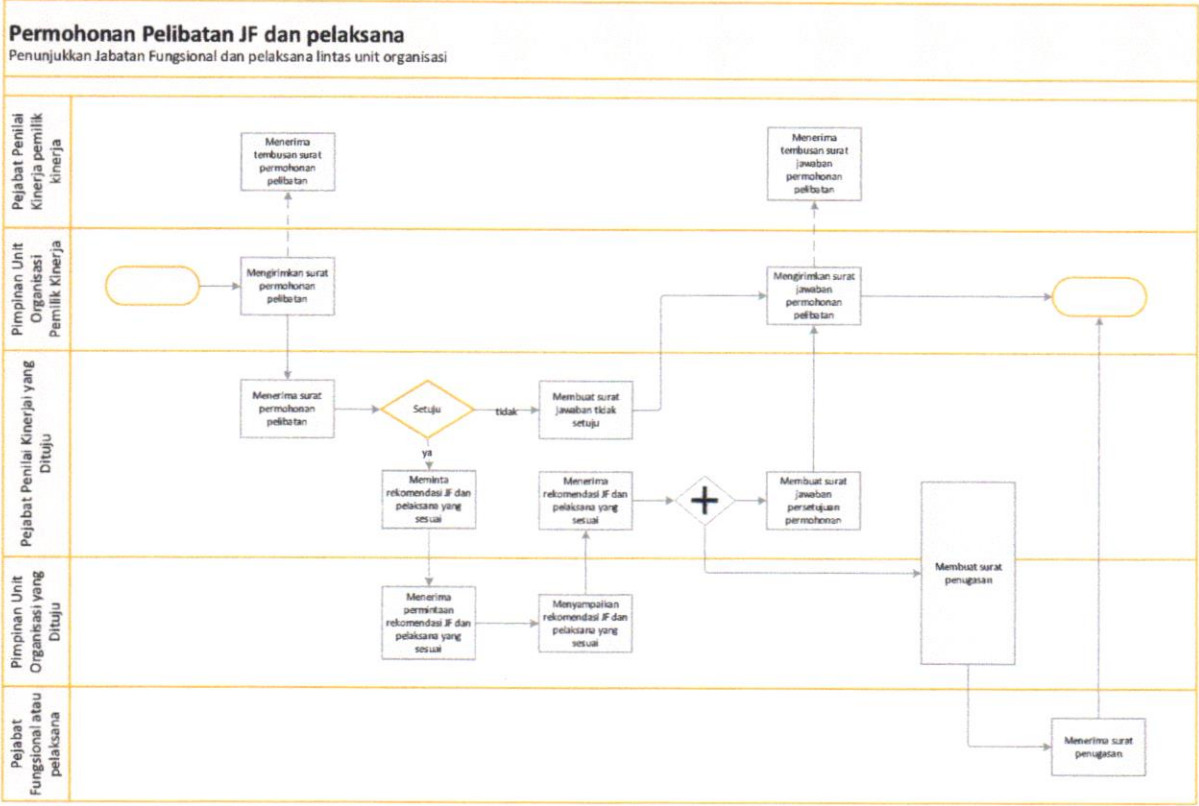 Permohonan Pelibatan JF dan pelaksana
Penunjukkan Jabatan Fungsional dan pelaksana lintas unit organisasi
Pejabat Penilai
Kinerja pemilik
kinerja
Menerima
tembusan surat
permohonan
pelibatan
Menerima
tembusan surat
jawaban
permohonan
pelibatan
Pimpinan Unit
Organisasi
Pemilik Kinerja
Mengirimkan surat
permohonan
pelibatan
Mengirimkan surat
jawaban
permohonan
pelibatan
Pejabat Penilai Kinerjai yang
Dituju
Menerima surat
permohonan
pelibatan
Setuju
tidak
Membuat surat
jawaban tidak
setuju
ya
Meminta
rekomendasi JF dan
pelaksana yang
sesuai
Menerima
rekomendasi JF dan
pelaksana yang
sesuai
Membuat surat
jawaban
persetujuan
permohonan
Membuat surat
penugasan
Pimpinan Unit
Organisasi yang
Dituju
Menerima
permintaan
rekomendasi JF dan
pelaksana yang
sesuai
Menyampaikan
rekomendasi JF dan
pelaksana yang
sesuai
Pejabat
Fungsional atau
pelaksana
Menerima surat
penugasan